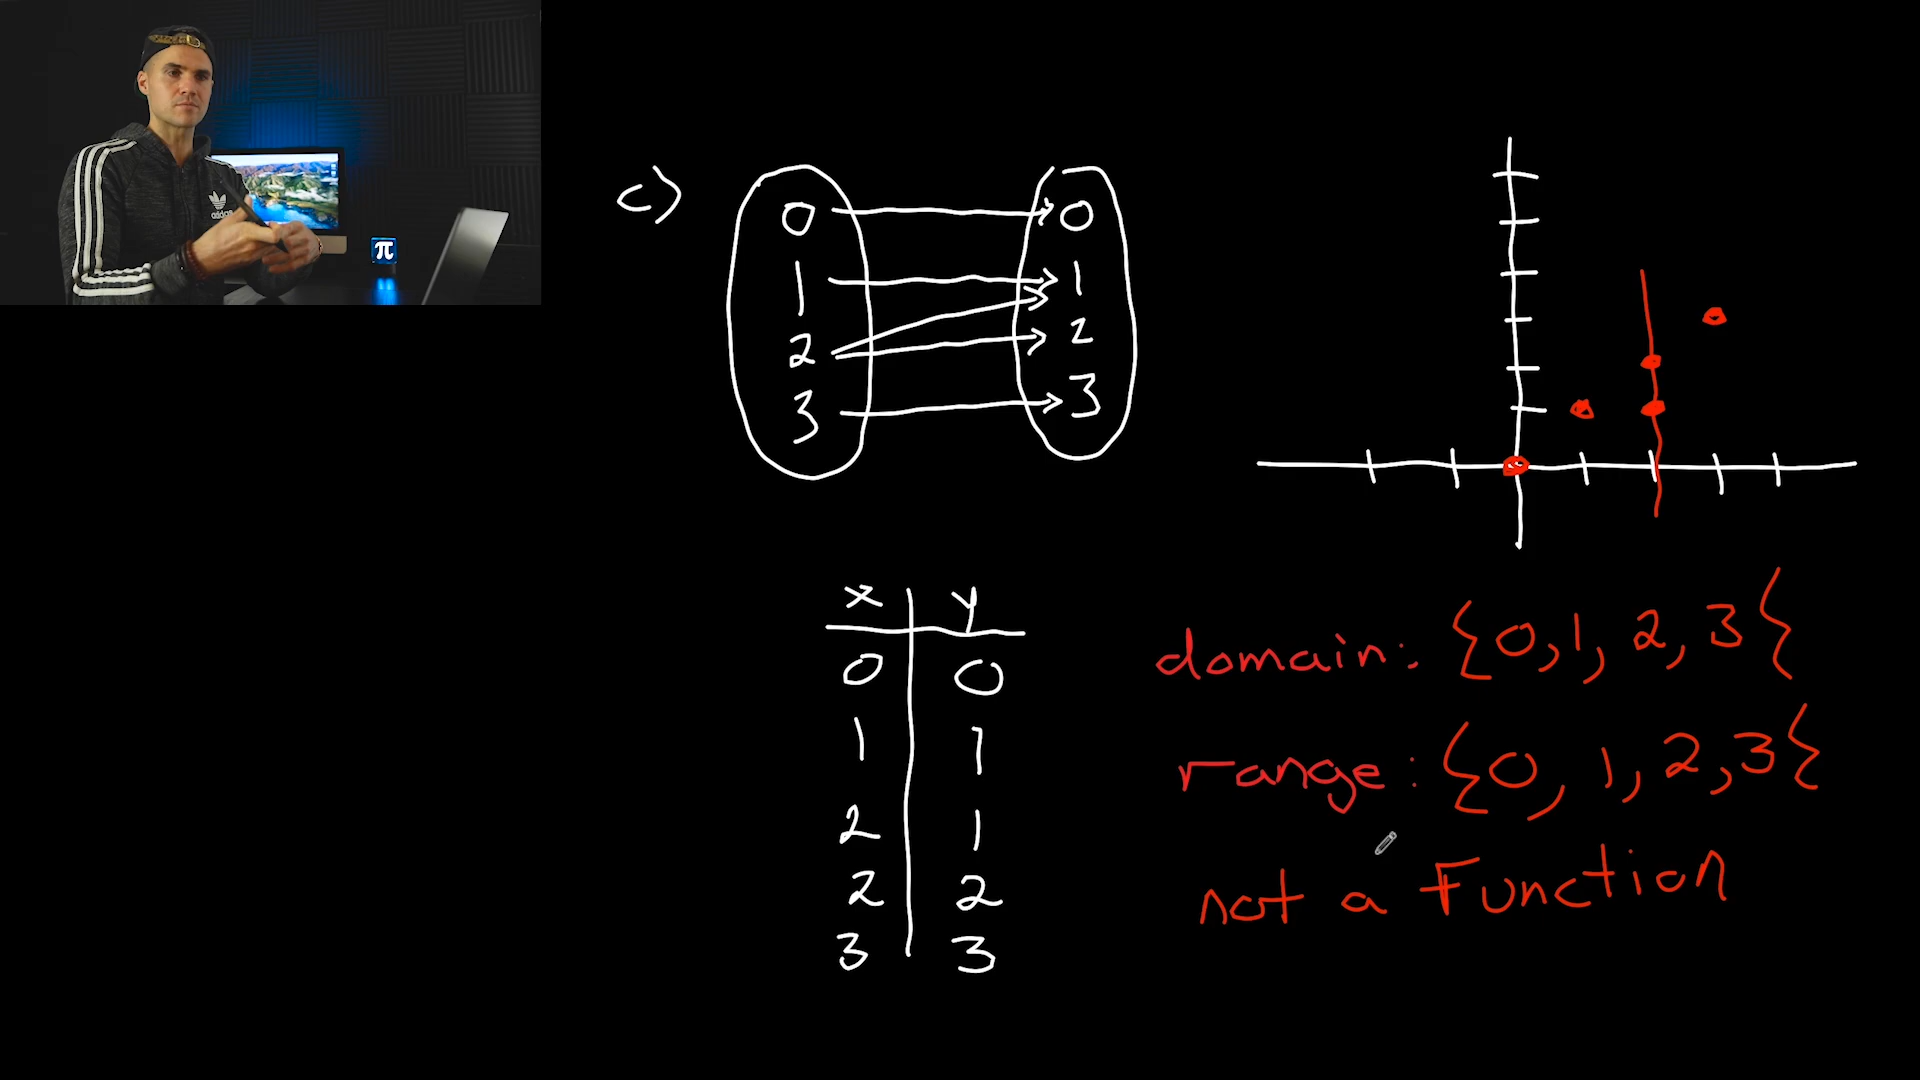 adidas
π
c)
0 0
1 1
2 2
3 3
x y
0 0
1 1
2 1
2 2
3 3
domain: {0,1, 2, 3{
range: {0, 1, 2, 3{
not a Function